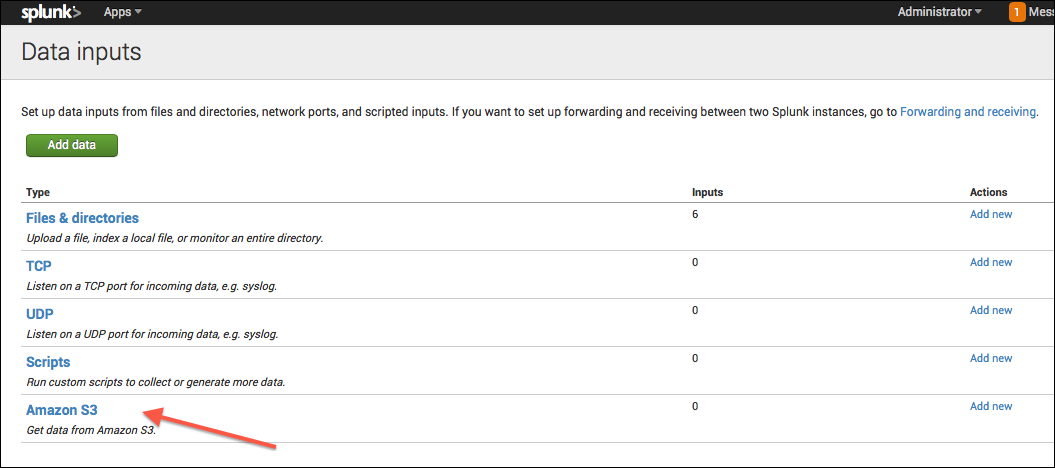 splunk> Apps Administrator 1 Mess
Data inputs
Set up data inputs from files and directories, network ports, and scripted inputs. If you want to set up forwarding and receiving between two Splunk instances, go to Forwarding and receiving.
Add data
Type Inputs Actions
Files & directories 6 Add new
Upload a file, index a local file, or monitor an entire directory.
TCP 0 Add new
Listen on a TCP port for incoming data, e.g. syslog.
UDP 0 Add new
Listen on a UDP port for incoming data, e.g. syslog.
Scripts 0 Add new
Run custom scripts to collect or generate more data.
Amazon S3 0 Add new
Get data from Amazon S3.